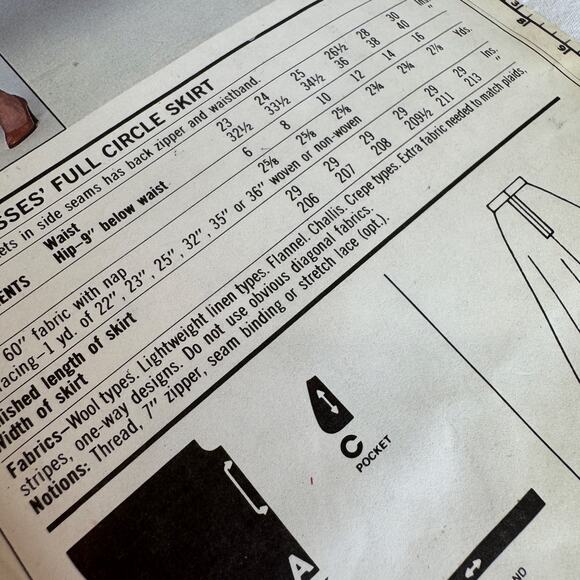 SSES' FULL CIRCLE SKIRT
ets in side seams has back zipper and waistband.
Waist 23 24 25 26½ 28 30 Ins.
Hip-9" below waist 32½ 33½ 34½ 36 38 40 "
ENTS 6 8 10 12 14 16
60" fabric with nap 2⅝ 2⅝ 2⅝ 2¾ 2¾ 2⅞ Yds.
acing-1 yd. of 22", 23", 25", 32", 35" or 36" woven or non-woven
nished length of skirt 29 29 29 29 29 29 Ins.
Width of skirt 206 207 208 209½ 211 213 "
Fabrics—Wool types. Lightweight linen types. Flannel. Challis. Crepe types. Extra fabric needed to match plaids,
stripes, one-way designs. Do not use obvious diagonal fabrics.
Notions: Thread, 7" zipper, seam binding or stretch lace (opt.).
C
POCKET
A
ND